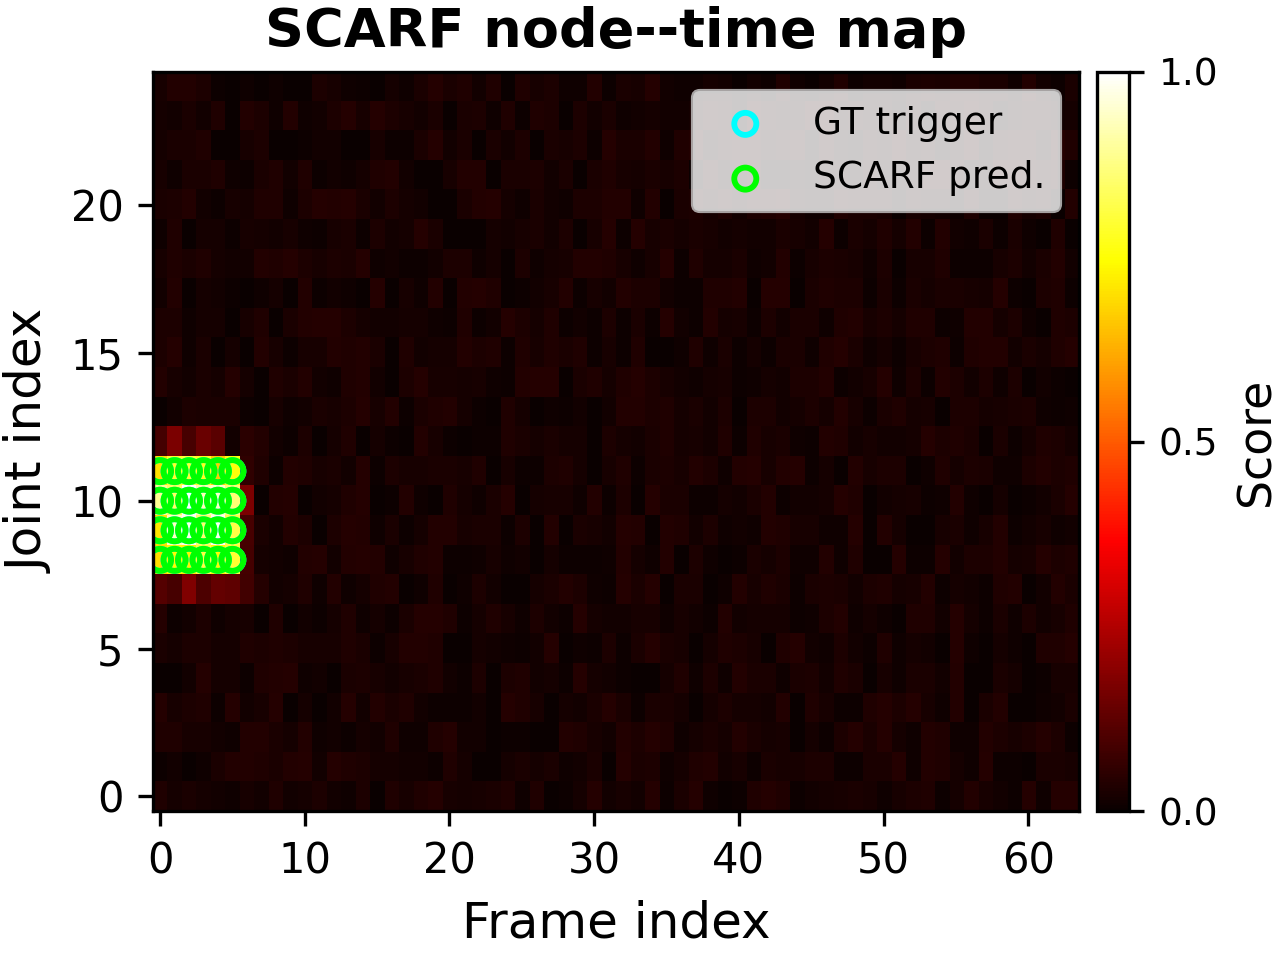 SCARF node--time map
GT trigger
SCARF pred.
Joint index
20
15
10
5
0
0 10 20 30 40 50 60
Frame index
1.0
0.5
0.0
Score